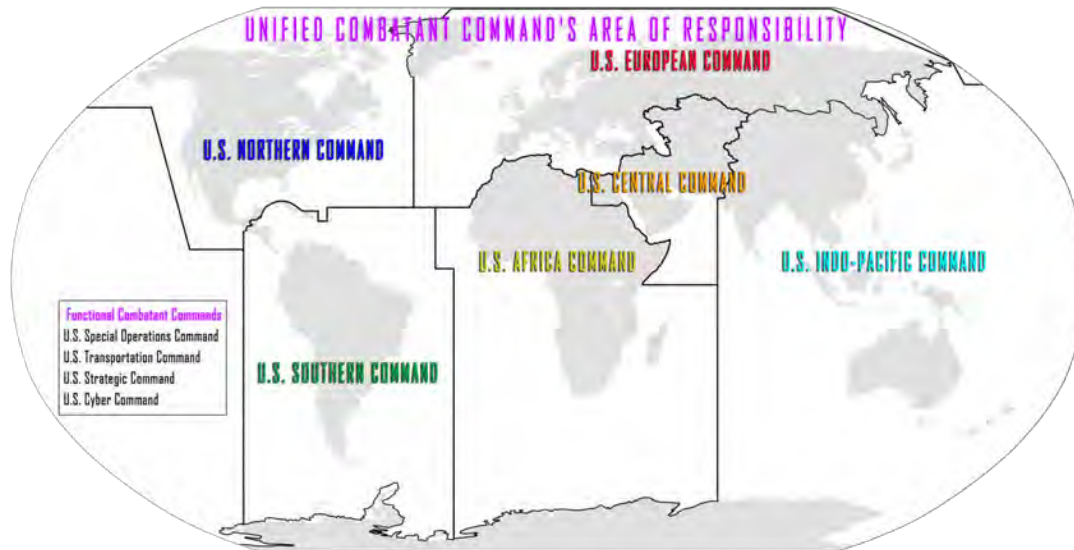 UNIFIED COMBATANT COMMAND'S AREA OF RESPONSIBILITY
U.S. EUROPEAN COMMAND
U.S. NORTHERN COMMAND
U.S. CENTRAL COMMAND
U.S. AFRICA COMMAND
U.S. INDO-PACIFIC COMMAND
Functional Combatant Commands
U.S. Special Operations Command
U.S. Transportation Command
U.S. Strategic Command
U.S. Cyber Command
U.S. SOUTHERN COMMAND